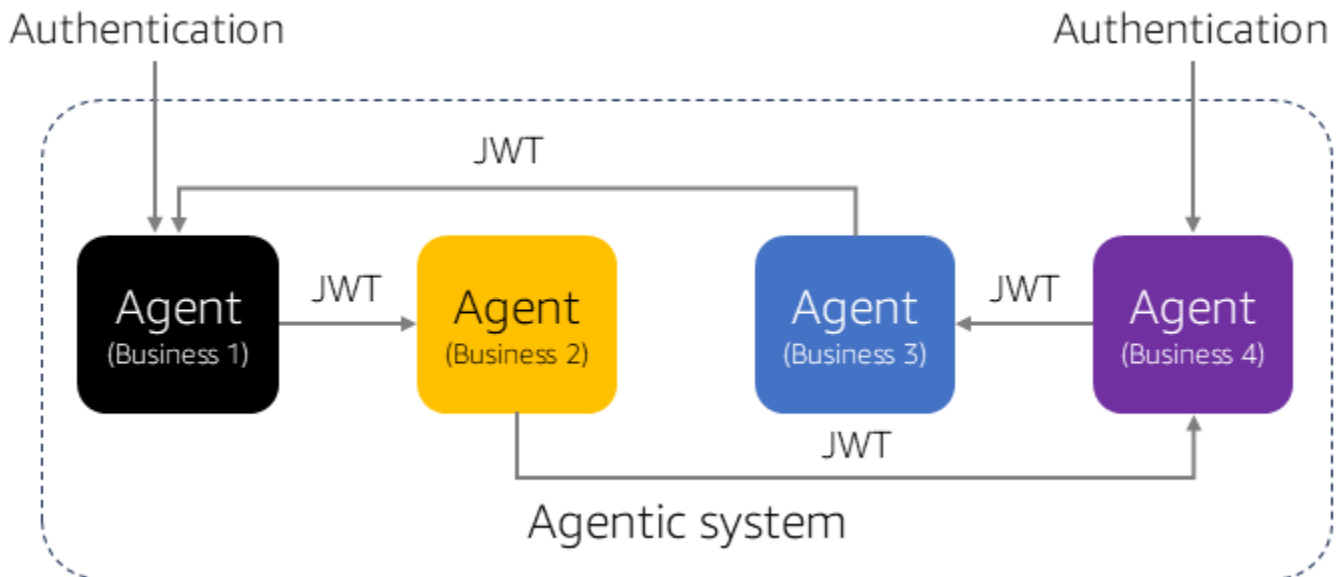 Authentication
Authentication
JWT
Agent
(Business 1)
JWT
Agent
(Business 2)
Agent
(Business 3)
JWT
Agent
(Business 4)
JWT
Agentic system